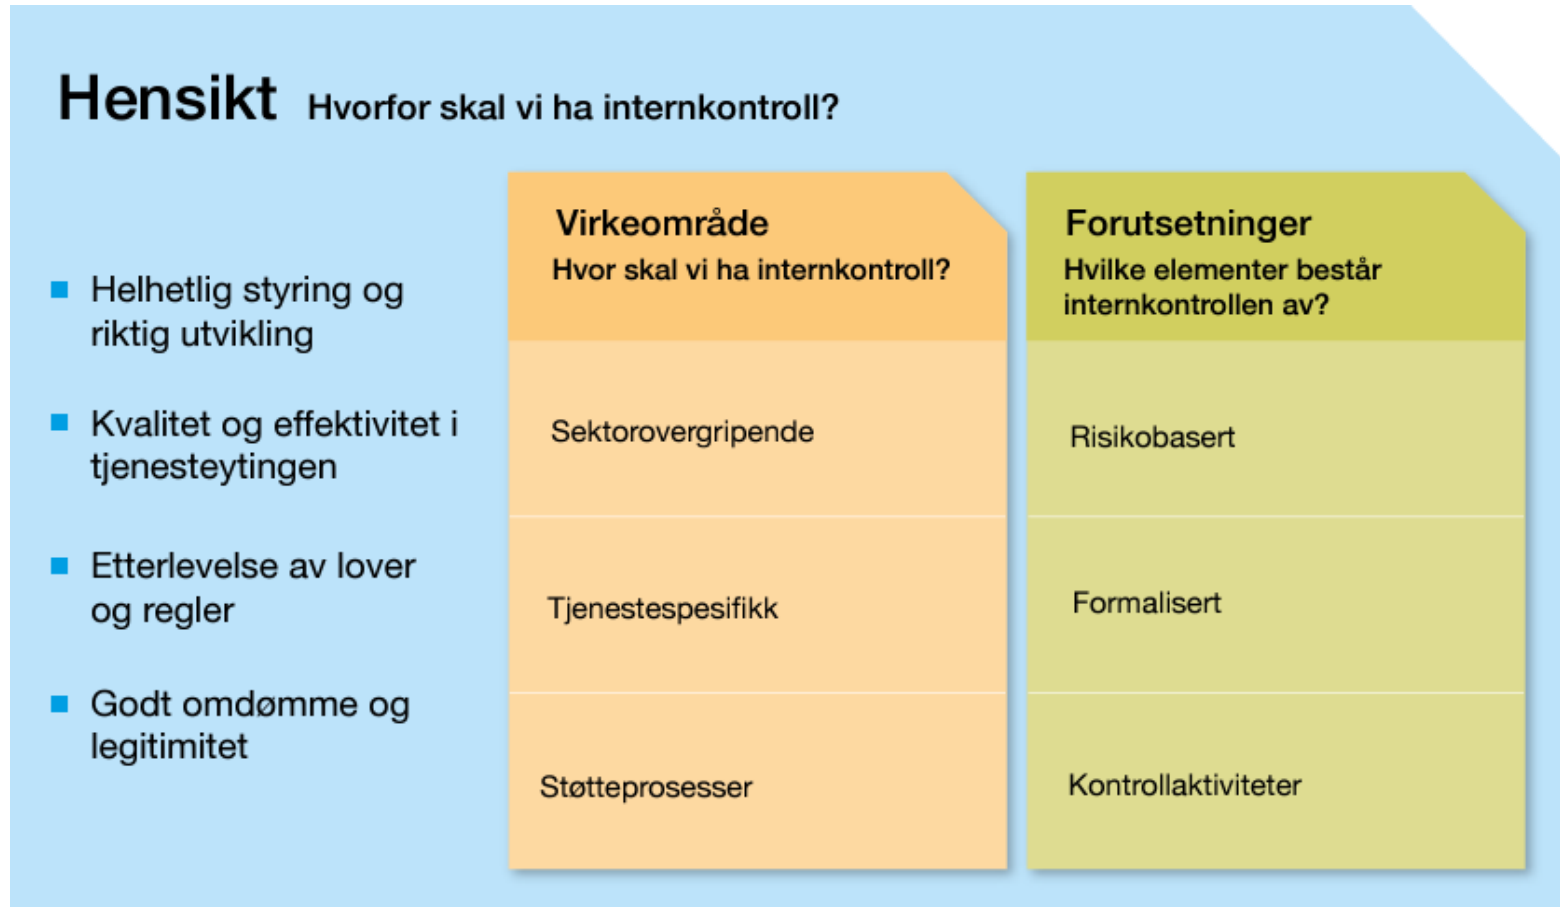 Hensikt Hvorfor skal vi ha internkontroll?
Helhetlig styring og
riktig utvikling
Kvalitet og effektivitet i
tjenesteytingen
Etterlevelse av lover
og regler
Godt omdømme og
legitimitet
Virkeområde
Hvor skal vi ha internkontroll?
Sektorovergripende
Tjenestespesifikk
Støtteprosesser
Forutsetninger
Hvilke elementer består
internkontrollen av?
Risikobasert
Formalisert
Kontrollaktiviteter